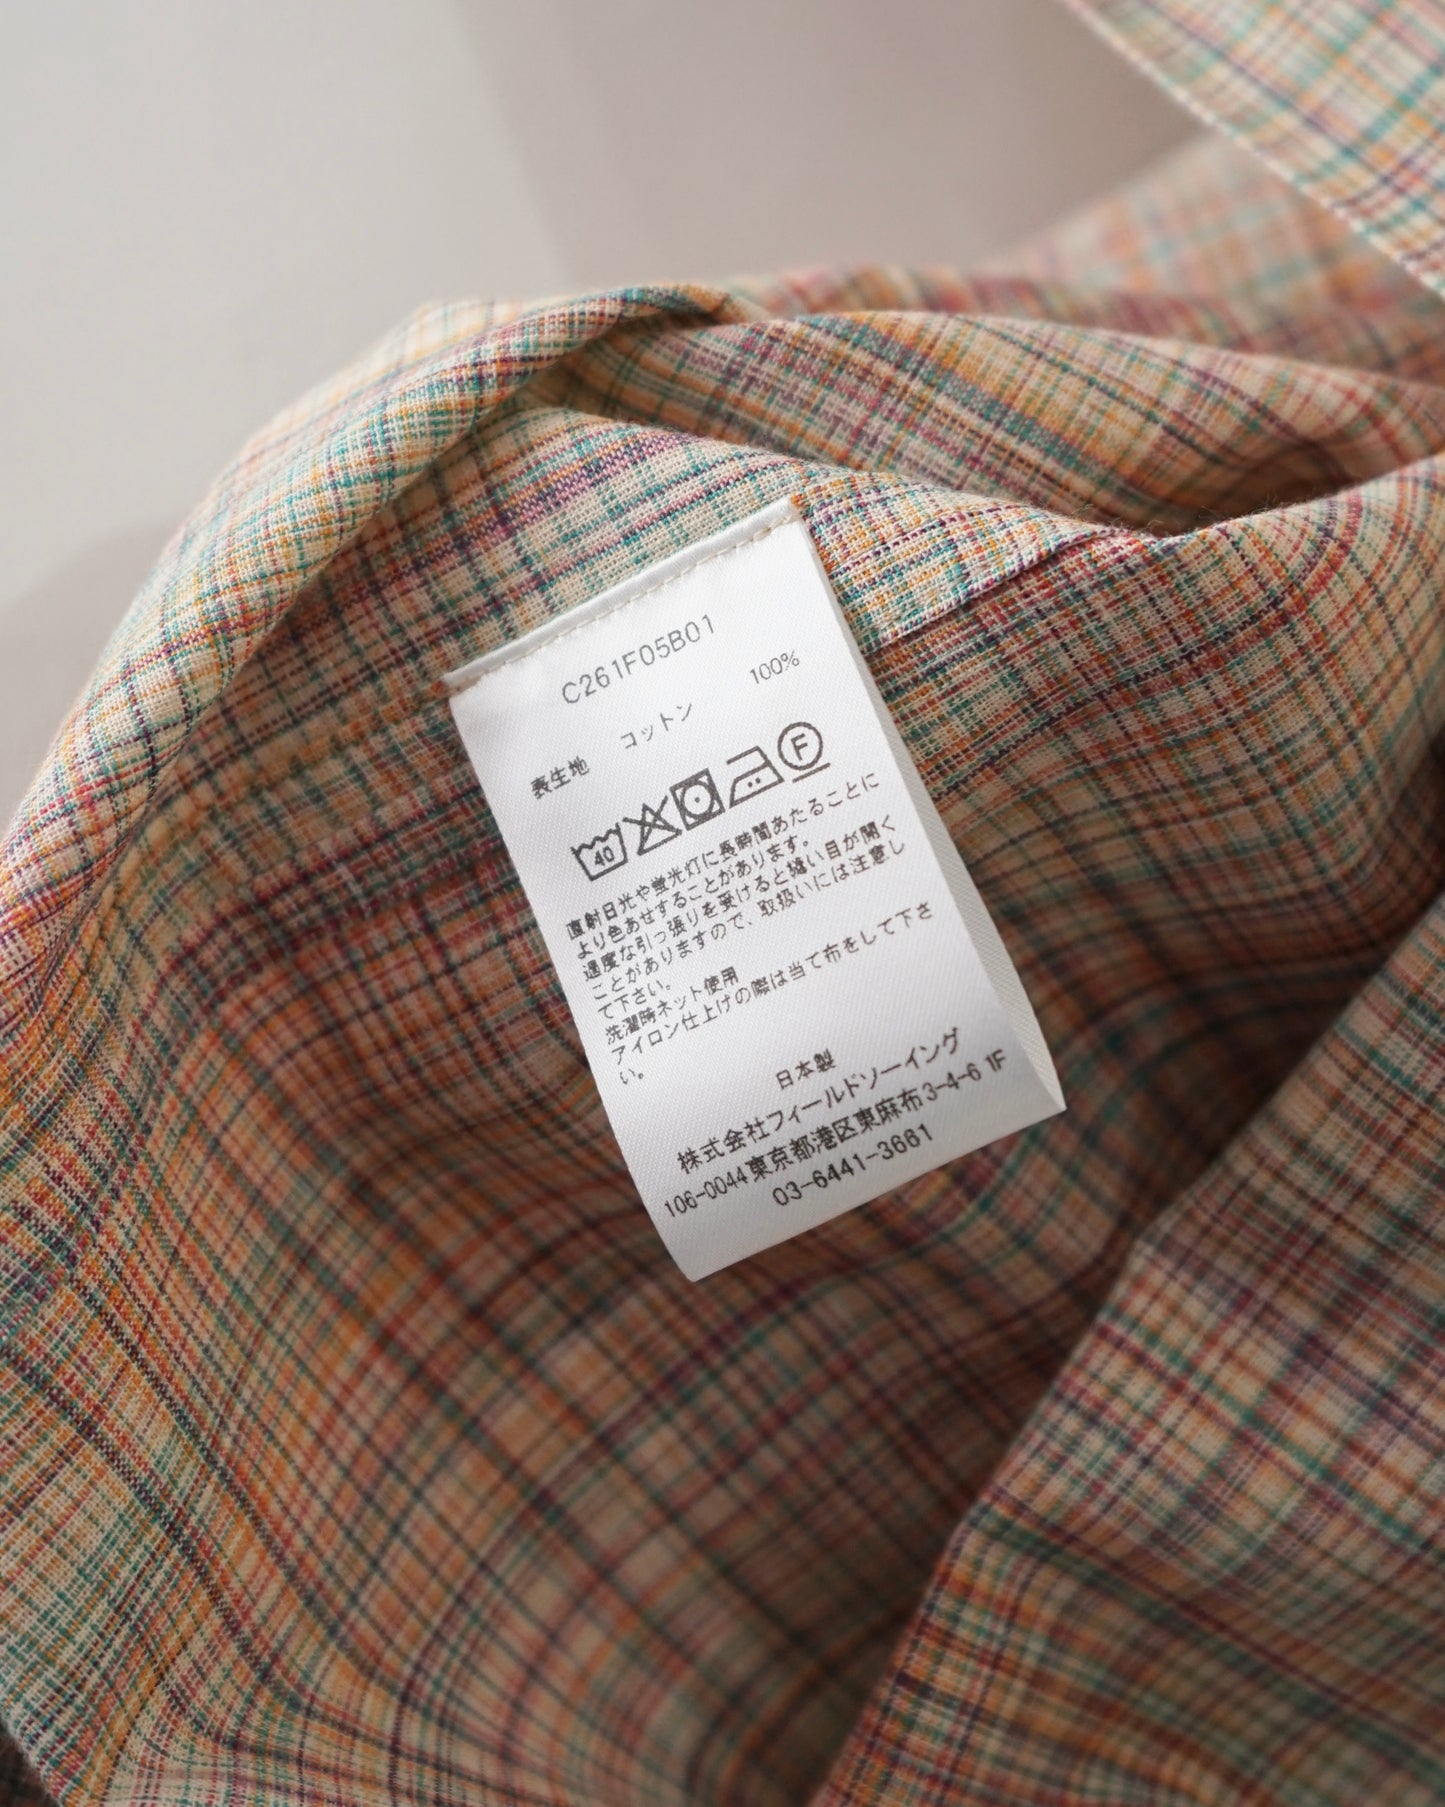 C261F05B01
表生地 コットン 100%
40 F
直射日光や蛍光灯に長時間あたることに
より色あせすることがあります。
過度な引っ張りを受けると縫い目が開く
ことがありますので、取扱いには注意し
て下さい。
洗濯時ネット使用
アイロン仕上げの際は当て布をして下さ
い。
日本製
株式会社フィールドソーイング
106-0044東京都港区東麻布3-4-6 1F
03-6441-3661